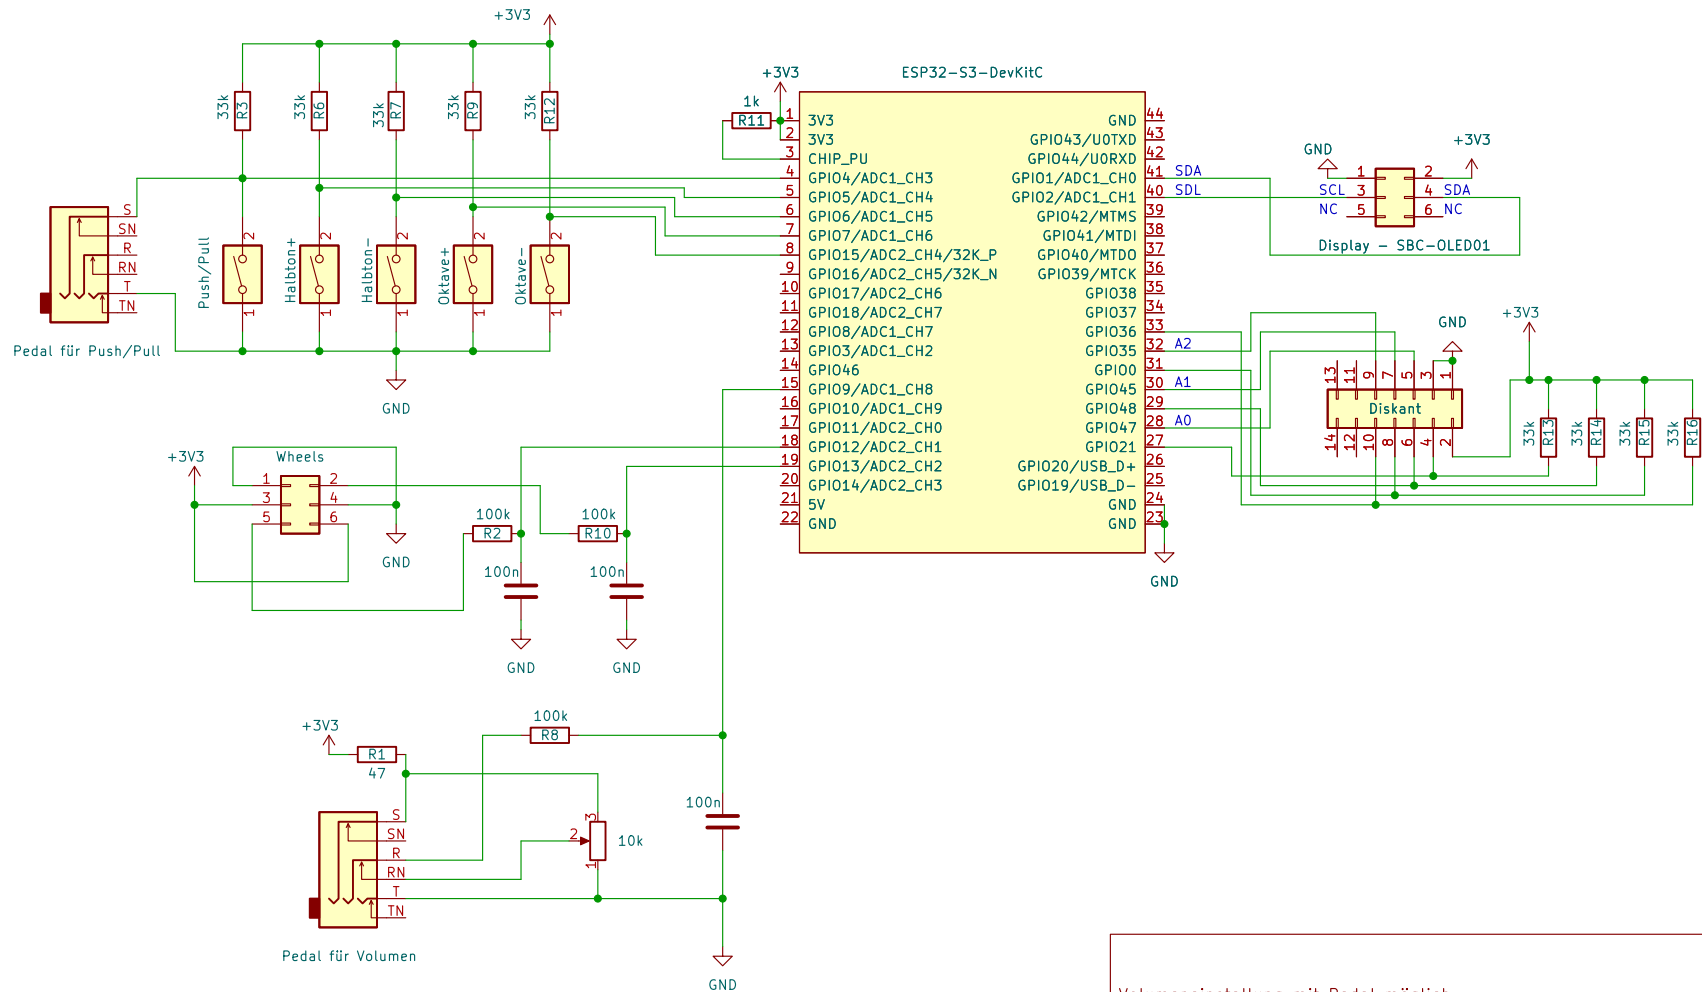 +3V3
33k R3
33k R6
33k R7
33k R9
33k R12
S
SN
R
RN
T
TN
Pedal für Push/Pull
Push/Pull 2 1
Halbton+ 2 1
Halbton- 2 1
Oktave+ 2 1
Oktave- 2 1
GND
+3V3
1k
R11
ESP32-S3-DevKitC
1 3V3
2 3V3
3 CHIP_PU
4 GPIO4/ADC1_CH3
5 GPIO5/ADC1_CH4
6 GPIO6/ADC1_CH5
7 GPIO7/ADC1_CH6
8 GPIO15/ADC2_CH4/32K_P
9 GPIO16/ADC2_CH5/32K_N
10 GPIO17/ADC2_CH6
11 GPIO18/ADC2_CH7
12 GPIO8/ADC1_CH7
13 GPIO3/ADC1_CH2
14 GPIO46
15 GPIO9/ADC1_CH8
16 GPIO10/ADC1_CH9
17 GPIO11/ADC2_CH0
18 GPIO12/ADC2_CH1
19 GPIO13/ADC2_CH2
20 GPIO14/ADC2_CH3
21 5V
22 GND
GND 44
GPIO43/U0TXD 43
GPIO44/U0RXD 42
GPIO1/ADC1_CH0 41 SDA
GPIO2/ADC1_CH1 40 SDL
GPIO42/MTMS 39
GPIO41/MTDI 38
GPIO40/MTDO 37
GPIO39/MTCK 36
GPIO38 35
GPIO37 34
GPIO36 33
GPIO35 32 A2
GPIO0 31
GPIO45 30 A1
GPIO48 29
GPIO47 28 A0
GPIO21 27
GPIO20/USB_D+ 26
GPIO19/USB_D- 25
GND 24
GND 23
GND
GND +3V3
1 2
SCL 3 4 SDA
NC 5 6 NC
Display - SBC-OLED01
GND
+3V3
13 11 9 7 5 3 1
Diskant
14 12 10 8 6 4 2
33k R13
33k R14
33k R15
33k R16
+3V3
Wheels
1 2
3 4
5 6
GND
100k
R2
100n
GND
100k
R10
100n
GND
+3V3
R1
47
100k
R8
100n
3
2
1
10k
S
SN
R
RN
T
TN
Pedal für Volumen
GND